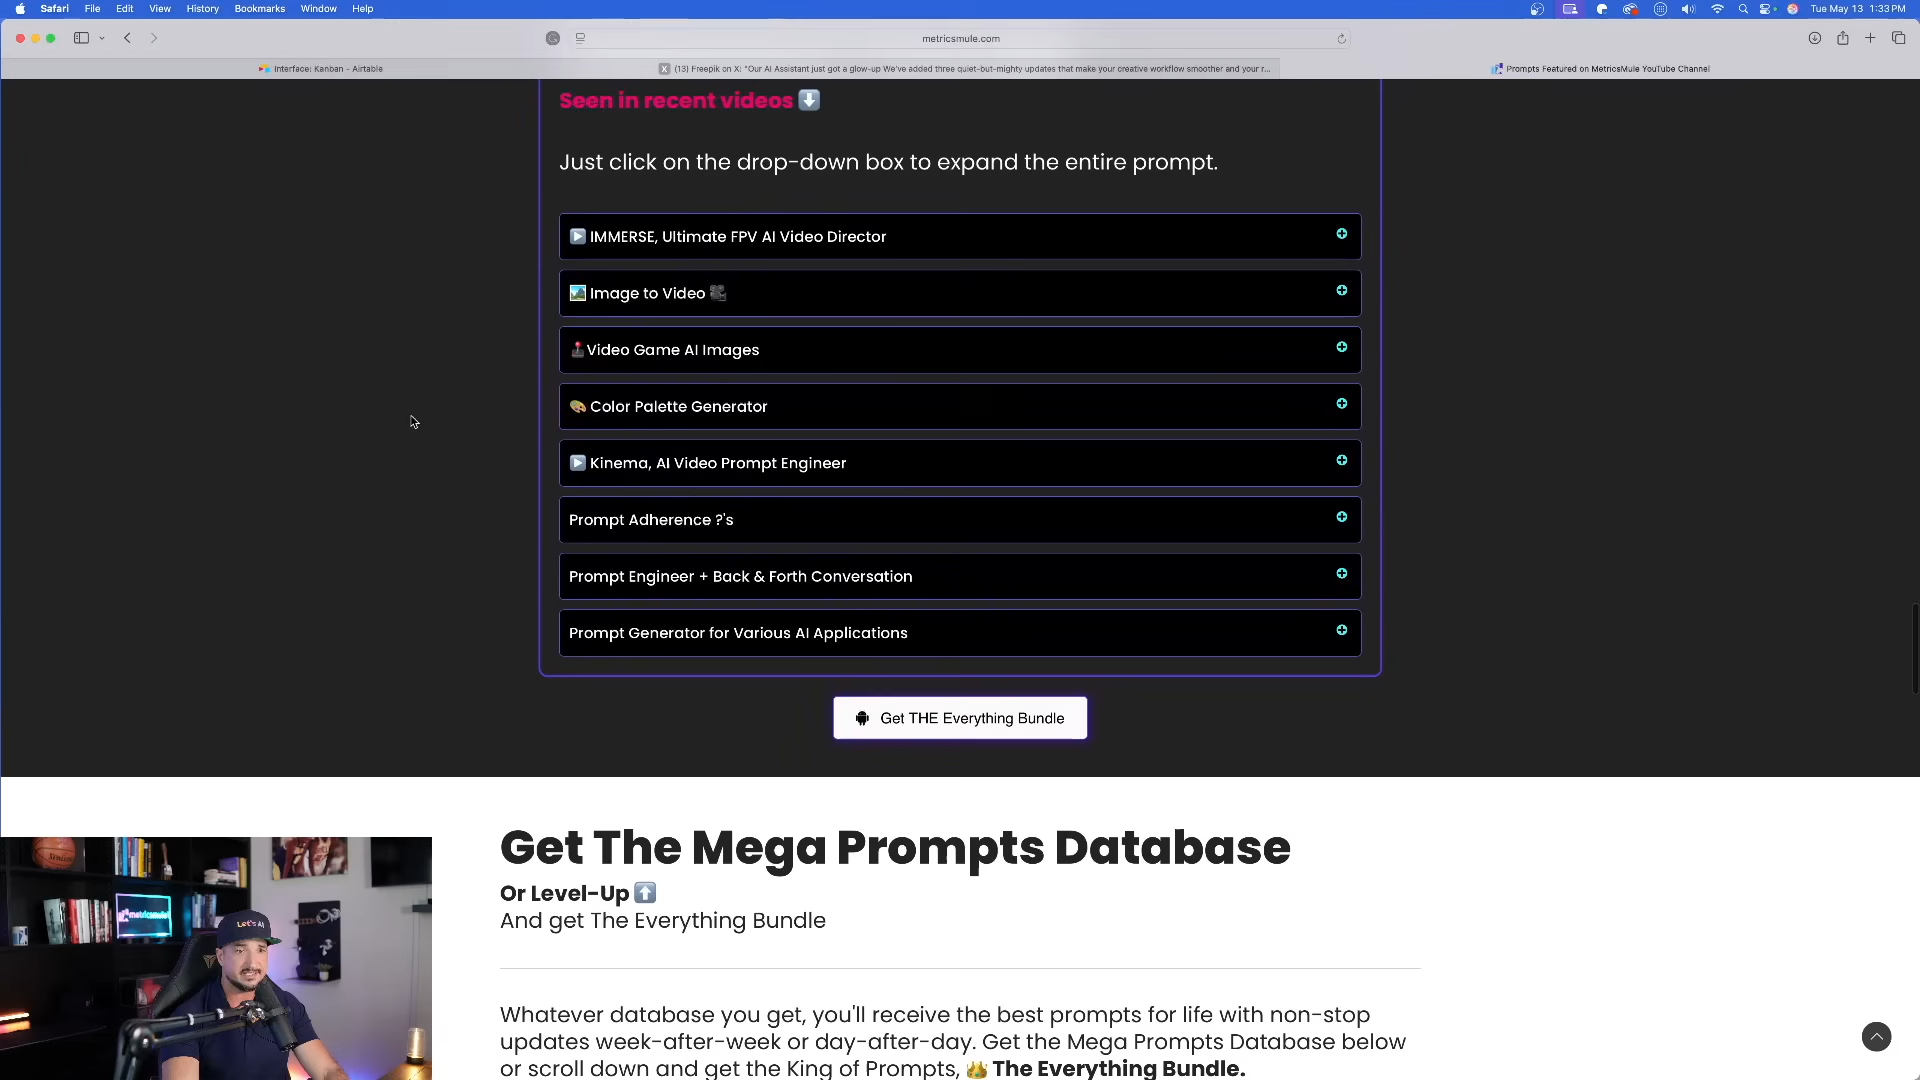 Safari File Edit View History Bookmarks Window Help Tue May 13 1:33 PM
metricsmule.com
Interface: Kanban - Airtable
(13) Freepik on X: "Our AI Assistant just got a glow-up We've added three quiet-but-mighty updates that make your creative workflow smoother and your r...
Prompts Featured on MetricsMule YouTube Channel
Seen in recent videos ⬇️
Just click on the drop-down box to expand the entire prompt.
▶️ IMMERSE, Ultimate FPV AI Video Director
🖼️ Image to Video 🎥
🕹️Video Game AI Images
🎨 Color Palette Generator
▶️ Kinema, AI Video Prompt Engineer
Prompt Adherence ?'s
Prompt Engineer + Back & Forth Conversation
Prompt Generator for Various AI Applications
Get THE Everything Bundle
Get The Mega Prompts Database
Or Level-Up ⬆️
And get The Everything Bundle
Whatever database you get, you'll receive the best prompts for life with non-stop
updates week-after-week or day-after-day. Get the Mega Prompts Database below
or scroll down and get the King of Prompts, 👑 The Everything Bundle.
metricsmule
Let's AI